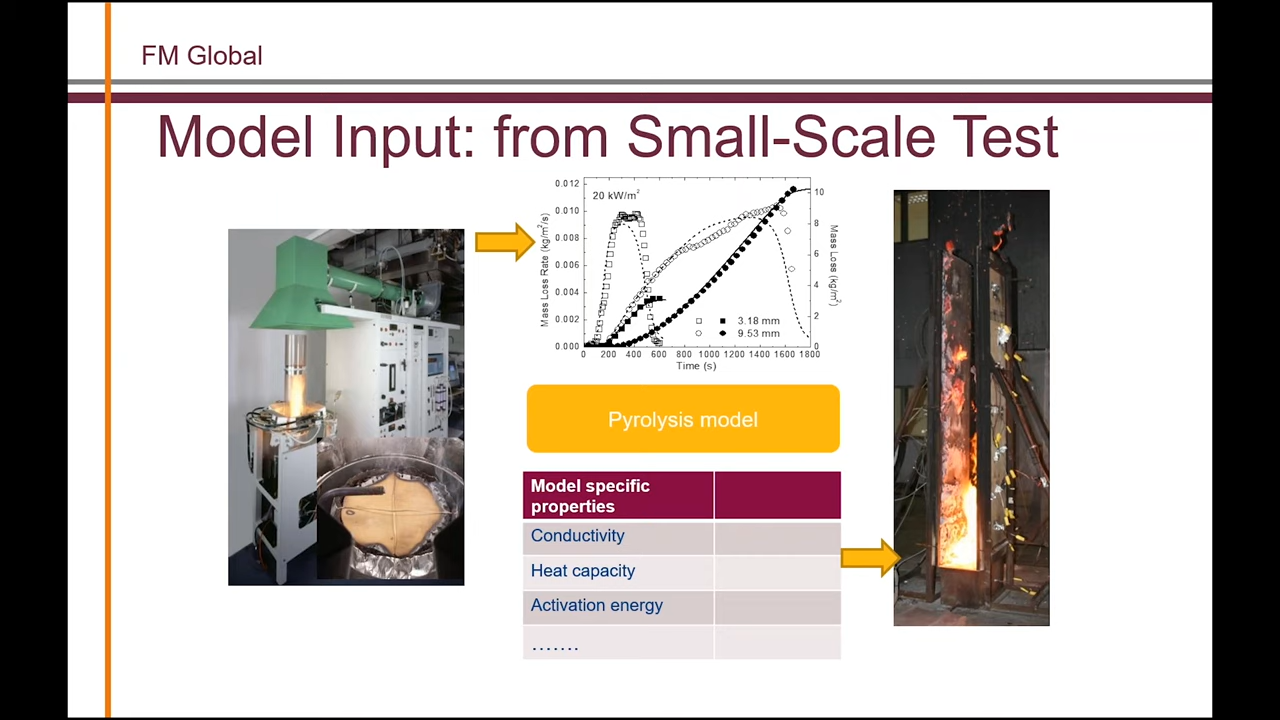 FM Global
Model Input: from Small-Scale Test
20 kW/m²
Mass Loss Rate (kg/m²/s)
0.012
0.010
0.008
0.006
0.004
0.002
0.000
Mass Loss (kg/m²)
10
8
6
4
2
0
3.18 mm
9.53 mm
0 200 400 600 800 1000 1200 1400 1600 1800
Time (s)
Pyrolysis model
Model specific
properties
Conductivity
Heat capacity
Activation energy
.......